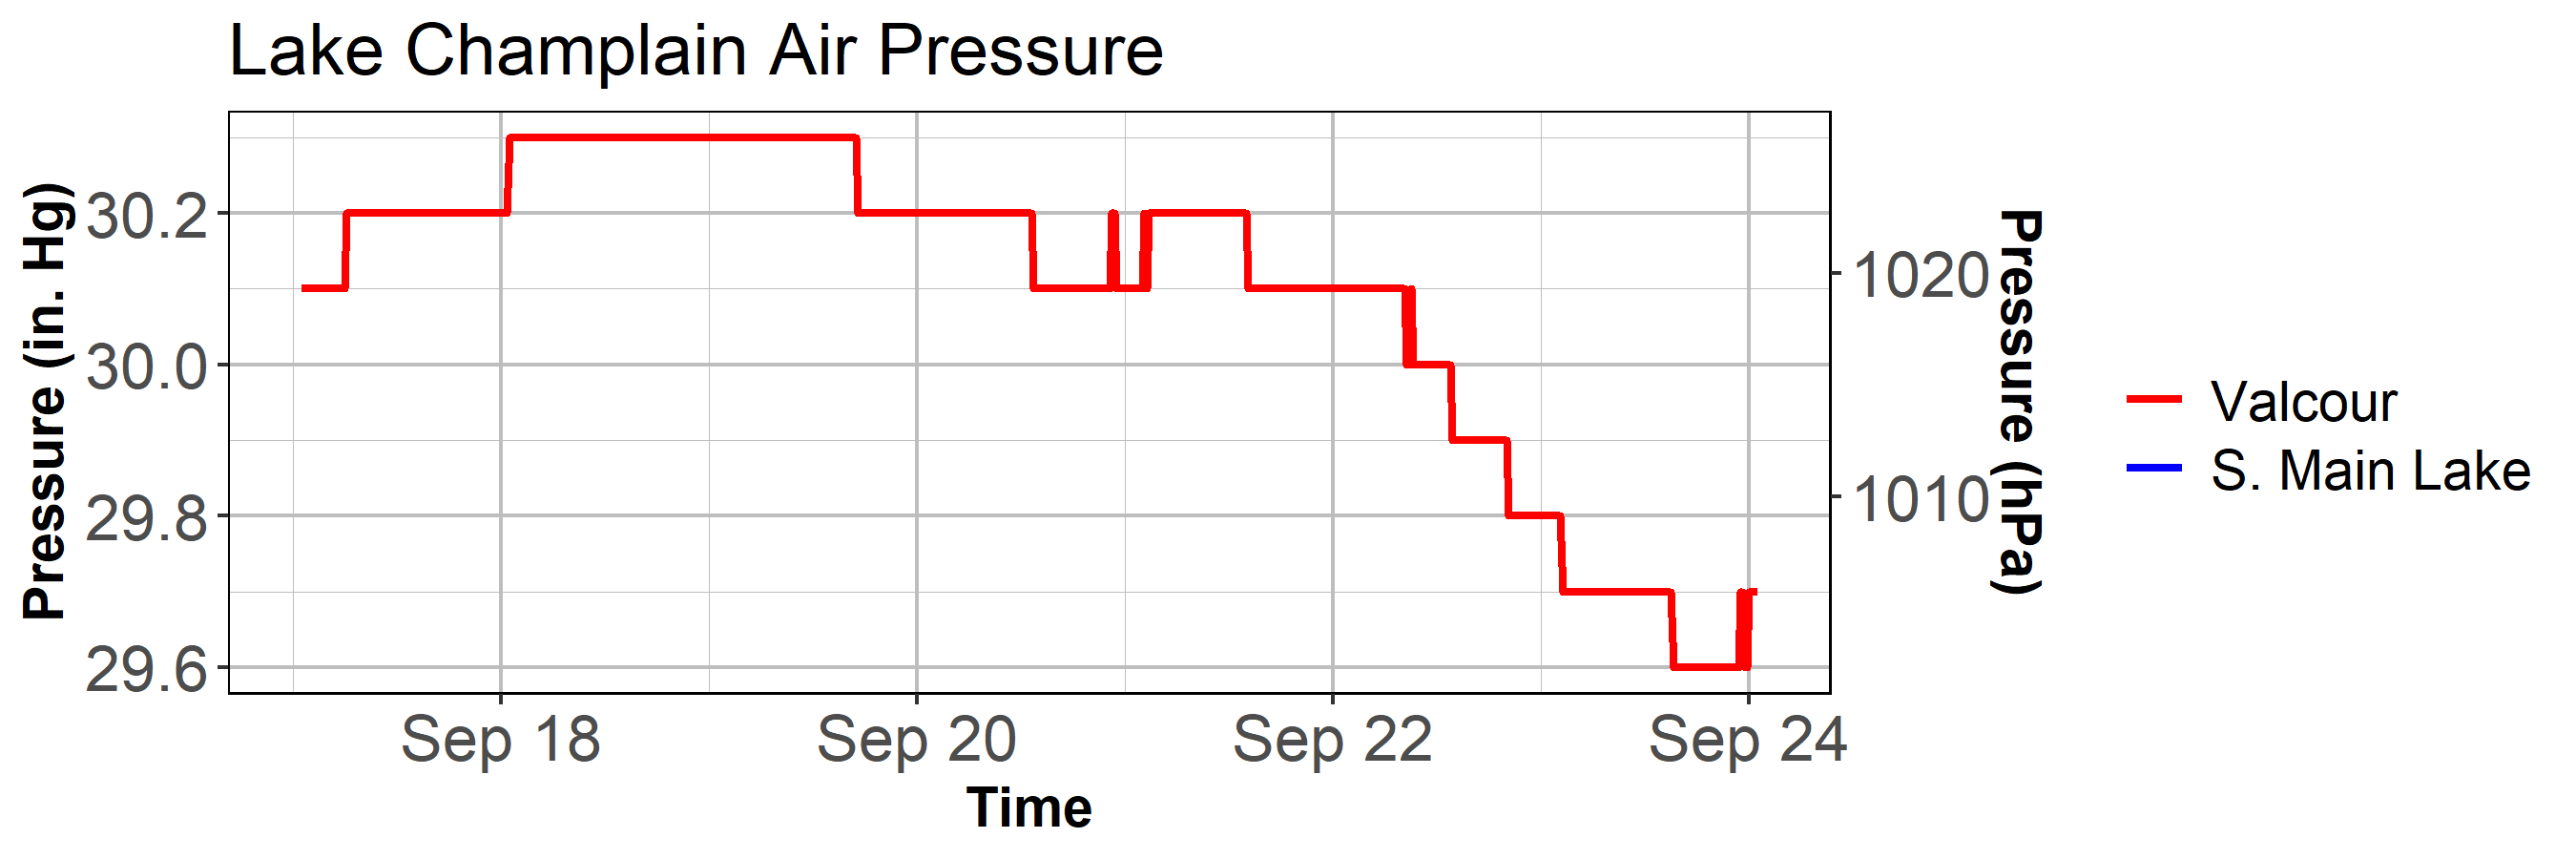 Lake Champlain Air Pressure
Pressure (in. Hg)
30.2
30.0
29.8
29.6
Sep 18
Sep 20
Sep 22
Sep 24
Time
1020
1010
Pressure (hPa)
Valcour
S. Main Lake